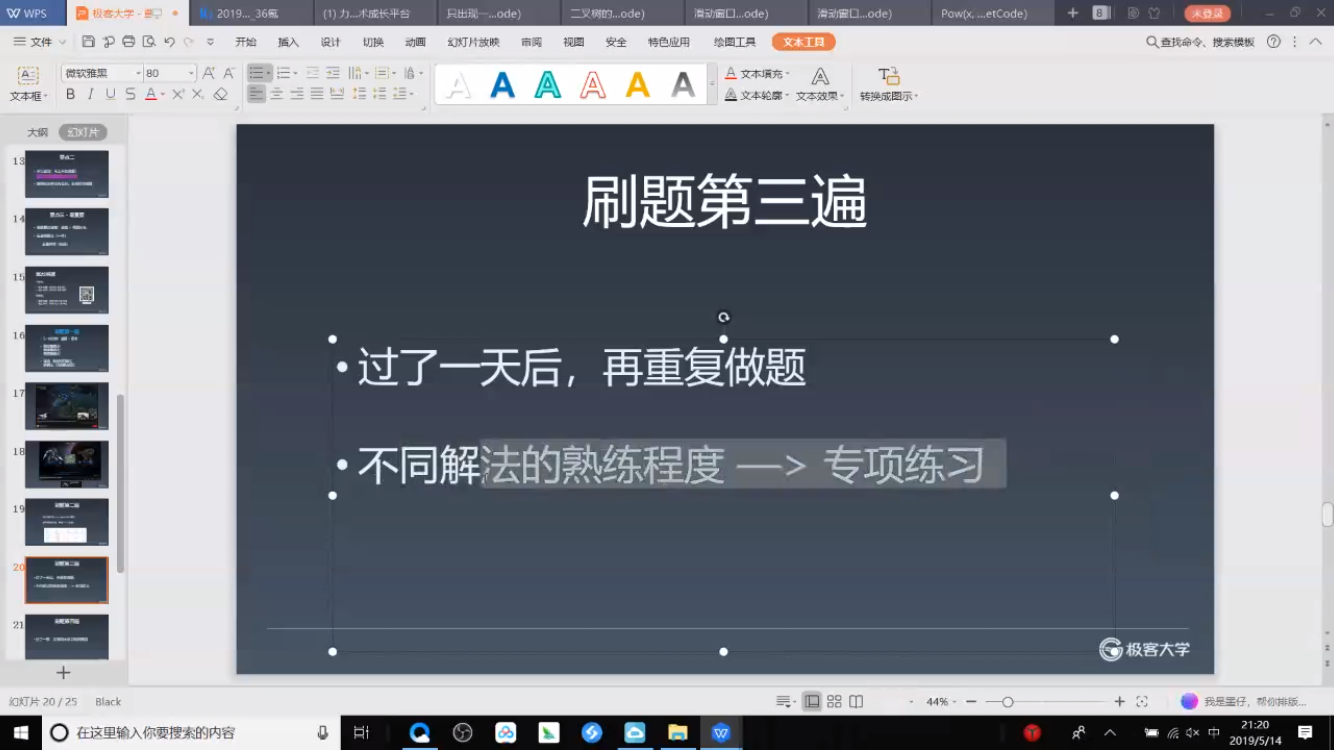 WPS
极客大学 - 覃
2019... _36氪
(1) 力...术成长平台
只出现一...ode)
二叉树的...ode)
滑动窗口...ode)
滑动窗口...ode)
Pow(x, ...etCode)
8
未登录
文件
开始 插入 设计 切换 动画 幻灯片放映 审阅 视图 安全 特色应用 绘图工具 文本工具
查找命令、搜索模板
文本框
微软雅黑 80
B I U S A X² X₂
A A A A A A
文本填充
文本轮廓
文本效果
转换成图示
大纲 幻灯片
13
14
15
16
17
18
19
20
21
刷题第三遍
• 过了一天后，再重复做题
• 不同解法的熟练程度 —> 专项练习
极客大学
幻灯片 20 / 25 Black
44%
我是墨仔，帮你排版...
在这里输入你要搜索的内容
中
21:20
2019/5/14